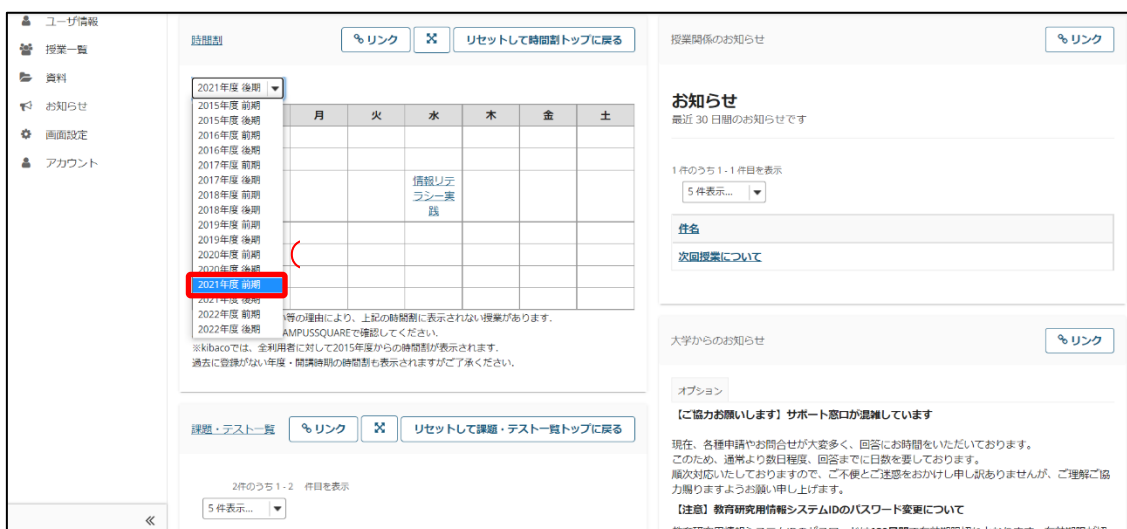 ユーザ情報
授業一覧
資料
お知らせ
画面設定
アカウント
«
時間割
リンク
リセットして時間割トップに戻る
2021年度 後期
2015年度 前期
2015年度 後期
2016年度 前期
2016年度 後期
2017年度 前期
2017年度 後期
2018年度 前期
2018年度 後期
2019年度 前期
2019年度 後期
2020年度 前期
2020年度 後期
2021年度 前期
2021年度 後期
2022年度 前期
2022年度 後期
月 火 水 木 金 土
情報リテ
ラシー実
践
等の理由により、上記の時間割に表示されない授業があります.
AMPUSSQUAREで確認してください.
※kibacoでは、全利用者に対して2015年度からの時間割が表示されます.
過去に登録がない年度・開講時期の時間割も表示されますがご了承ください.
課題・テスト一覧
リンク
リセットして課題・テスト一覧トップに戻る
2件のうち 1 - 2 件目を表示
5 件表示...
授業関係のお知らせ
リンク
お知らせ
最近 30 日間のお知らせです
1 件のうち 1 - 1 件目を表示
5 件表示...
件名
次回授業について
大学からのお知らせ
リンク
オプション
【ご協力お願いします】サポート窓口が混雑しています
現在、各種申請やお問合せが大変多く、回答にお時間をいただいております。
このため、通常より数日程度、回答までに日数を要しております。
順次対応いたしておりますので、ご不便とご迷惑をおかけし申し訳ありませんが、ご理解ご協
力賜りますようお願い申し上げます。
【注意】教育研究用情報システムIDのパスワード変更について